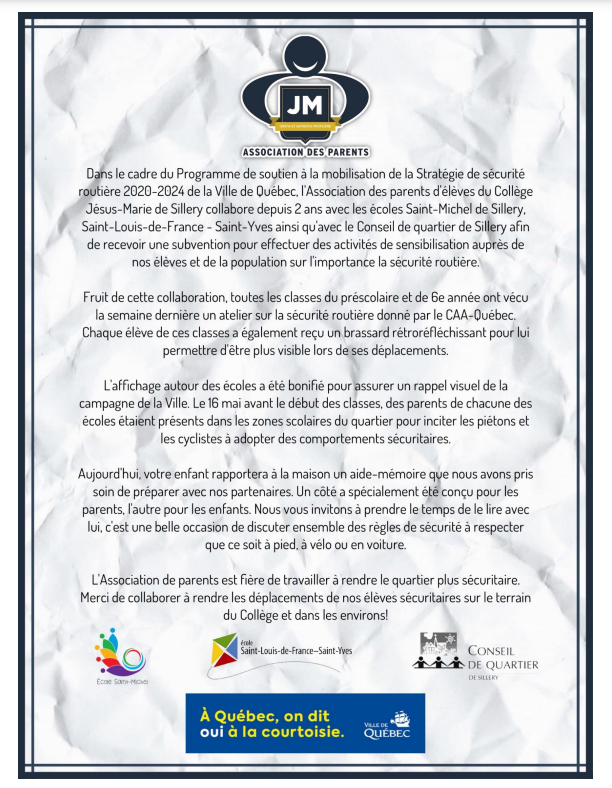 JM
ASSOCIATION DES PARENTS
Dans le cadre du Programme de soutien à la mobilisation de la Stratégie de sécurité
routière 2020-2024 de la Ville de Québec, l'Association des parents d'élèves du Collège
Jésus-Marie de Sillery collabore depuis 2 ans avec les écoles Saint-Michel de Sillery,
Saint-Louis-de-France - Saint-Yves ainsi qu'avec le Conseil de quartier de Sillery afin
de recevoir une subvention pour effectuer des activités de sensibilisation auprès de
nos élèves et de la population sur l'importance la sécurité routière.
Fruit de cette collaboration, toutes les classes du préscolaire et de 6e année ont vécu
la semaine dernière un atelier sur la sécurité routière donné par le CAA-Québec.
Chaque élève de ces classes a également reçu un brassard rétroréfléchissant pour lui
permettre d'être plus visible lors de ses déplacements.
L'affichage autour des écoles a été bonifié pour assurer un rappel visuel de la
campagne de la Ville. Le 16 mai avant le début des classes, des parents de chacune des
écoles étaient présents dans les zones scolaires du quartier pour inciter les piétons et
les cyclistes à adopter des comportements sécuritaires.
Aujourd'hui, votre enfant rapportera à la maison un aide-mémoire que nous avons pris
soin de préparer avec nos partenaires. Un côté a spécialement été conçu pour les
parents, l'autre pour les enfants. Nous vous invitons à prendre le temps de le lire avec
lui, c'est une belle occasion de discuter ensemble des règles de sécurité à respecter
que ce soit à pied, à vélo ou en voiture.
L'Association de parents est fière de travailler à rendre le quartier plus sécuritaire.
Merci de collaborer à rendre les déplacements de nos élèves sécuritaires sur le terrain
du Collège et dans les environs!
École Saint-Michel
école
Saint-Louis-de-France–Saint-Yves
CONSEIL
DE QUARTIER
DE SILLERY
À Québec, on dit
oui à la courtoisie.
VILLE DE
QUÉBEC